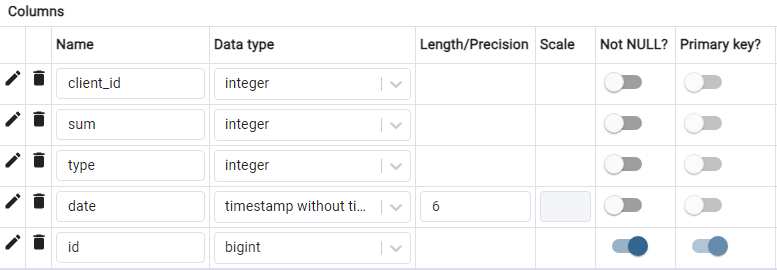 Columns
Name Data type Length/Precision Scale Not NULL? Primary key?
client_id integer
sum integer
type integer
date timestamp without ti... 6
id bigint